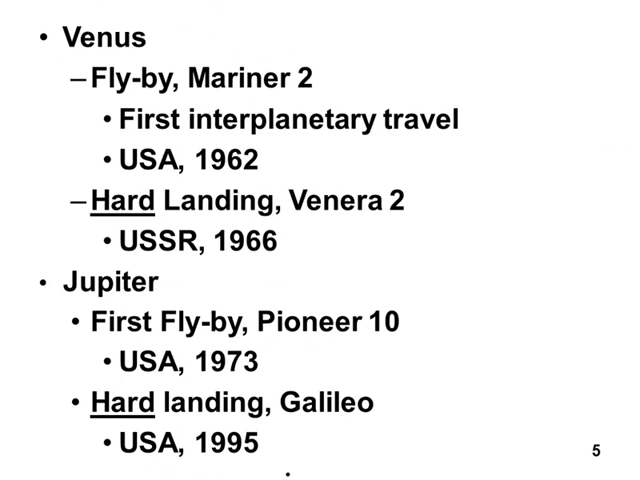 • Venus
– Fly-by, Mariner 2
• First interplanetary travel
• USA, 1962
– Hard Landing, Venera 2
• USSR, 1966
• Jupiter
• First Fly-by, Pioneer 10
• USA, 1973
• Hard landing, Galileo
• USA, 1995
5